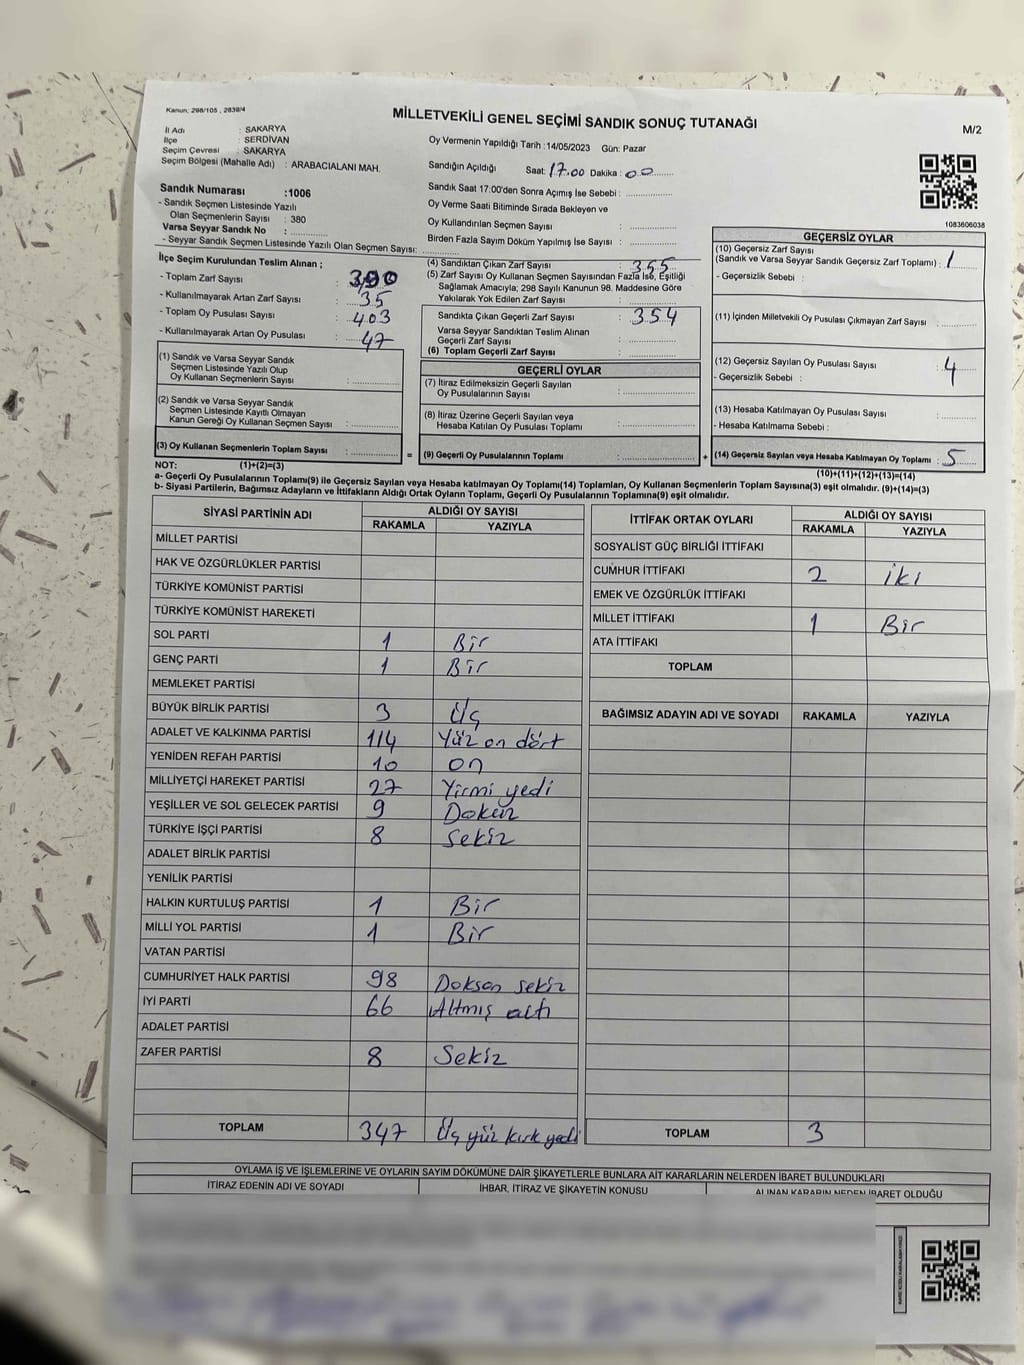 Kanun: 298/105 , 2839/4
MİLLETVEKİLİ GENEL SEÇİMİ SANDIK SONUÇ TUTANAĞI
M/2
İl Adı : SAKARYA
İlçe : SERDİVAN
Seçim Çevresi : SAKARYA
Seçim Bölgesi (Mahalle Adı) : ARABACIALANI MAH.
Sandık Numarası :1006
- Sandık Seçmen Listesinde Yazılı
Olan Seçmenlerin Sayısı : 380
Varsa Seyyar Sandık No :
- Seyyar Sandık Seçmen Listesinde Yazılı Olan Seçmen Sayısı:
Oy Vermenin Yapıldığı Tarih :14/05/2023 Gün: Pazar
Sandığın Açıldığı Saat: 17.00 Dakika: 00
Sandık Saat 17:00'den Sonra Açımış İse Sebebi :
Oy Verme Saati Bitiminde Sırada Bekleyen ve
Oy Kullandırılan Seçmen Sayısı :
Birden Fazla Sayım Döküm Yapılmış İse Sayısı :
1083606038
İlçe Seçim Kurulundan Teslim Alınan ;
- Toplam Zarf Sayısı : 390
- Kullanılmayarak Artan Zarf Sayısı : 35
- Toplam Oy Pusulası Sayısı : 403
- Kullanılmayarak Artan Oy Pusulası : 47
(1) Sandık ve Varsa Seyyar Sandık
Seçmen Listesinde Yazılı Olup
Oy Kullanan Seçmenlerin Sayısı :
(2) Sandık ve Varsa Seyyar Sandık
Seçmen Listesinde Kayıtlı Olmayan
Kanun Gereği Oy Kullanan Seçmen Sayısı :
(3) Oy Kullanan Seçmenlerin Toplam Sayısı :
(4) Sandıktan Çıkan Zarf Sayısı : 355
(5) Zarf Sayısı Oy Kullanan Seçmen Sayısından Fazla İse, Eşitliği
Sağlamak Amacıyla; 298 Sayılı Kanunun 98. Maddesine Göre
Yakılarak Yok Edilen Zarf Sayısı :
Sandıkta Çıkan Geçerli Zarf Sayısı : 354
Varsa Seyyar Sandıktan Teslim Alınan
Geçerli Zarf Sayısı :
(6) Toplam Geçerli Zarf Sayısı :
GEÇERLİ OYLAR
(7) İtiraz Edilmeksizin Geçerli Sayılan
Oy Pusulalarının Sayısı :
(8) İtiraz Üzerine Geçerli Sayılan veya
Hesaba Katılan Oy Pusulası Toplamı :
= (9) Geçerli Oy Pusulalarının Toplamı :
GEÇERSİZ OYLAR
(10) Geçersiz Zarf Sayısı
(Sandık ve Varsa Seyyar Sandık Geçersiz Zarf Toplamı) : 1
- Geçersizlik Sebebi :
(11) İçinden Milletvekili Oy Pusulası Çıkmayan Zarf Sayısı :
(12) Geçersiz Sayılan Oy Pusulası Sayısı : 4
- Geçersizlik Sebebi :
(13) Hesaba Katılmayan Oy Pusulası Sayısı :
- Hesaba Katılmama Sebebi :
+ (14) Geçersiz Sayılan veya Hesaba Katılmayan Oy Toplamı : 5
NOT: (1)+(2)=(3)
(10)+(11)+(12)+(13)=(14)
a- Geçerli Oy Pusulalarının Toplamı(9) ile Geçersiz Sayılan veya Hesaba katılmayan Oy Toplamı(14) Toplamları, Oy Kullanan Seçmenlerin Toplam Sayısına(3) eşit olmalıdır. (9)+(14)=(3)
b- Siyasi Partilerin, Bağımsız Adayların ve İttifakların Aldığı Ortak Oyların Toplamı, Geçerli Oy Pusulalarının Toplamına(9) eşit olmalıdır.
SİYASİ PARTİNİN ADI ALDIĞI OY SAYISI
RAKAMLA YAZIYLA
MİLLET PARTİSİ
HAK VE ÖZGÜRLÜKLER PARTİSİ
TÜRKİYE KOMÜNİST PARTİSİ
TÜRKİYE KOMÜNİST HAREKETİ
SOL PARTİ 1 Bir
GENÇ PARTİ 1 Bir
MEMLEKET PARTİSİ
BÜYÜK BİRLİK PARTİSİ 3 Üç
ADALET VE KALKINMA PARTİSİ 114 Yüz on dört
YENİDEN REFAH PARTİSİ 10 on
MİLLİYETÇİ HAREKET PARTİSİ 27 Yirmi yedi
YEŞİLLER VE SOL GELECEK PARTİSİ 9 Dokuz
TÜRKİYE İŞÇİ PARTİSİ 8 Sekiz
ADALET BİRLİK PARTİSİ
YENİLİK PARTİSİ
HALKIN KURTULUŞ PARTİSİ 1 Bir
MİLLİ YOL PARTİSİ 1 Bir
VATAN PARTİSİ
CUMHURİYET HALK PARTİSİ 98 Doksan sekiz
İYİ PARTİ 66 Altmış altı
ADALET PARTİSİ
ZAFER PARTİSİ 8 Sekiz
TOPLAM 347 Üç yüz kırk yedi
İTTİFAK ORTAK OYLARI ALDIĞI OY SAYISI
RAKAMLA YAZIYLA
SOSYALİST GÜÇ BİRLİĞİ İTTİFAKI
CUMHUR İTTİFAKI 2 iki
EMEK VE ÖZGÜRLÜK İTTİFAKI
MİLLET İTTİFAKI 1 Bir
ATA İTTİFAKI
TOPLAM
BAĞIMSIZ ADAYIN ADI VE SOYADI RAKAMLA YAZIYLA
TOPLAM 3
OYLAMA İŞ VE İŞLEMLERİNE VE OYLARIN SAYIM DÖKÜMÜNE DAİR ŞİKAYETLERLE BUNLARA AİT KARARLARIN NELERDEN İBARET BULUNDUKLARI
İTİRAZ EDENİN ADI VE SOYADI İHBAR, İTİRAZ VE ŞİKAYETİN KONUSU ALINAN KARARIN NEDEN İBARET OLDUĞU